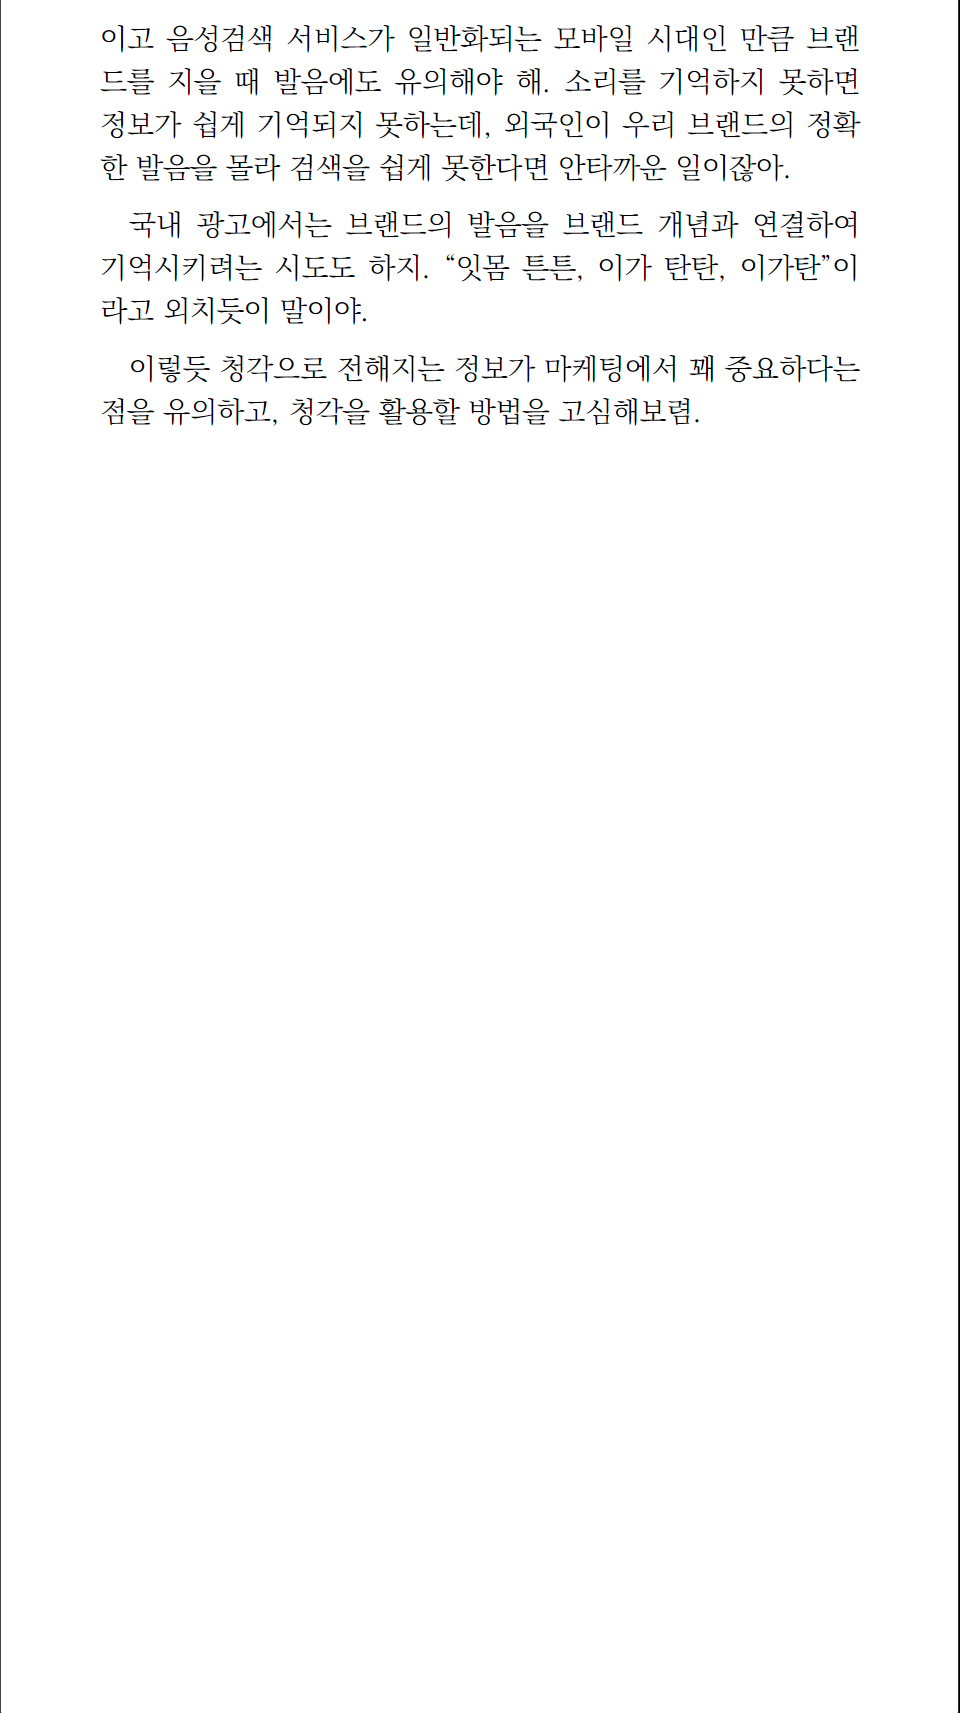 이고 음성검색 서비스가 일반화되는 모바일 시대인 만큼 브랜
드를 지을 때 발음에도 유의해야 해. 소리를 기억하지 못하면
정보가 쉽게 기억되지 못하는데, 외국인이 우리 브랜드의 정확
한 발음을 몰라 검색을 쉽게 못한다면 안타까운 일이잖아.
국내 광고에서는 브랜드의 발음을 브랜드 개념과 연결하여
기억시키려는 시도도 하지. “잇몸 튼튼, 이가 탄탄, 이가탄”이
라고 외치듯이 말이야.
이렇듯 청각으로 전해지는 정보가 마케팅에서 꽤 중요하다는
점을 유의하고, 청각을 활용할 방법을 고심해보렴.